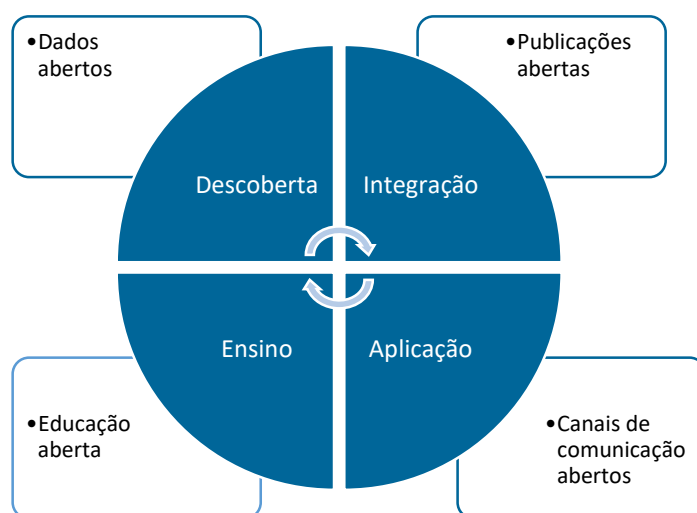 •Dados
abertos
•Publicações
abertas
Descoberta
Integração
Ensino
Aplicação
•Educação
aberta
•Canais de
comunicação
abertos